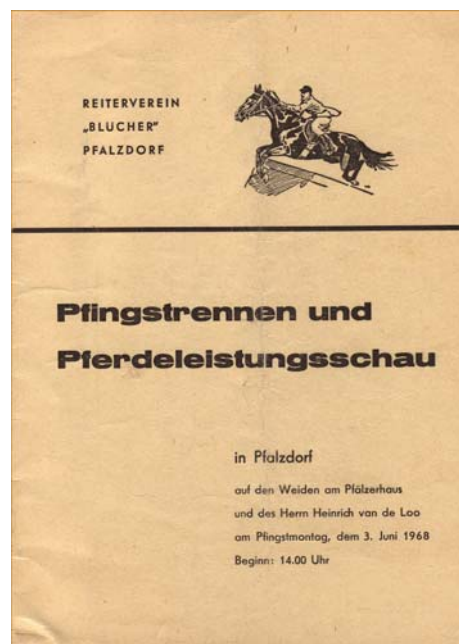 REITERVEREIN
„BLÜCHER"
PFALZDORF
Pfingstrennen und
Pferdeleistungsschau
in Pfalzdorf
auf den Weiden am Pfälzerhaus
und des Herrn Heinrich van de Loo
am Pfingstmontag, dem 3. Juni 1968
Beginn: 14.00 Uhr